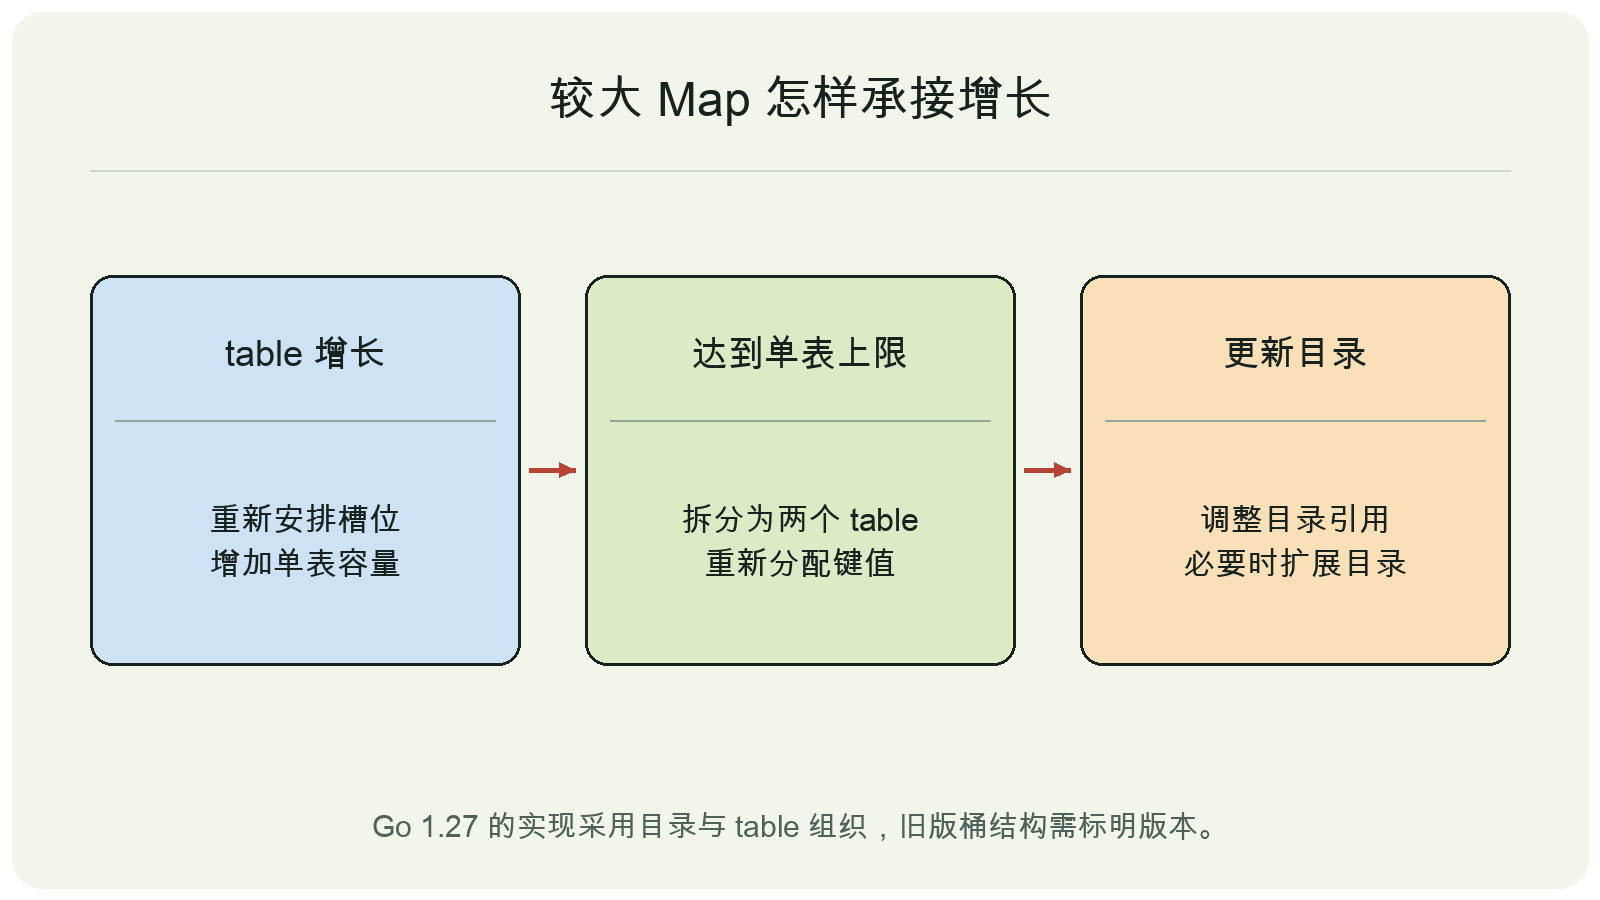 较大 Map 怎样承接增长
table 增长
重新安排槽位
增加单表容量
达到单表上限
拆分为两个 table
重新分配键值
更新目录
调整目录引用
必要时扩展目录
Go 1.27 的实现采用目录与 table 组织，旧版桶结构需标明版本。